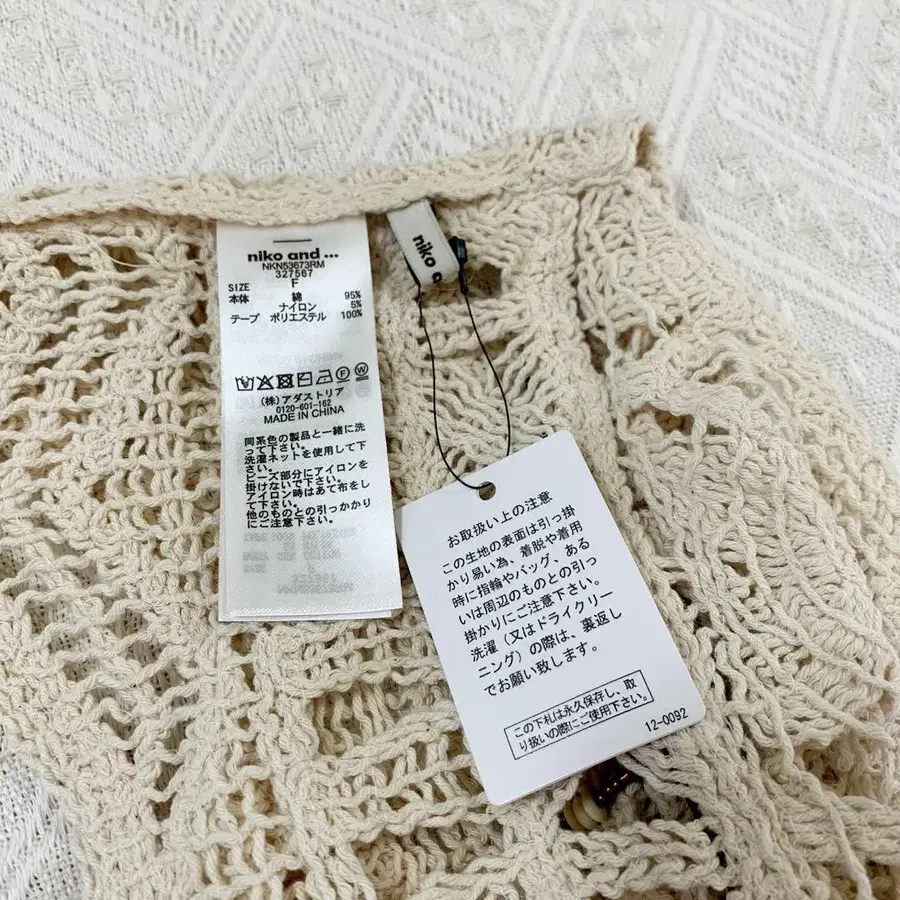 niko and ...
NKN53673RM
327567
SIZE F
本体 綿 95%
ナイロン 5%
テープ ポリエステル 100%
(株)アダストリア
0120-601-162
MADE IN CHINA
同系色の製品と一緒に洗
って下さい。
洗濯ネットを使用して下
さい。
ビーズ部分にアイロンを
掛けないで下さい。
アイロン時はあて布をし
て下さい。
他のものとの引っかかり
にご注意下さい。
niko and
お取扱い上の注意
この生地の表面は引っ掛
かり易い為、着脱や着用
時に指輪やバッグ、ある
いは周辺のものとの引っ
掛かりにご注意下さい。
洗濯(又はドライクリー
ニング)の際は、裏返し
でお願い致します。
この下札は永久保存し、取
り扱いの際にご使用下さい。
12-0092